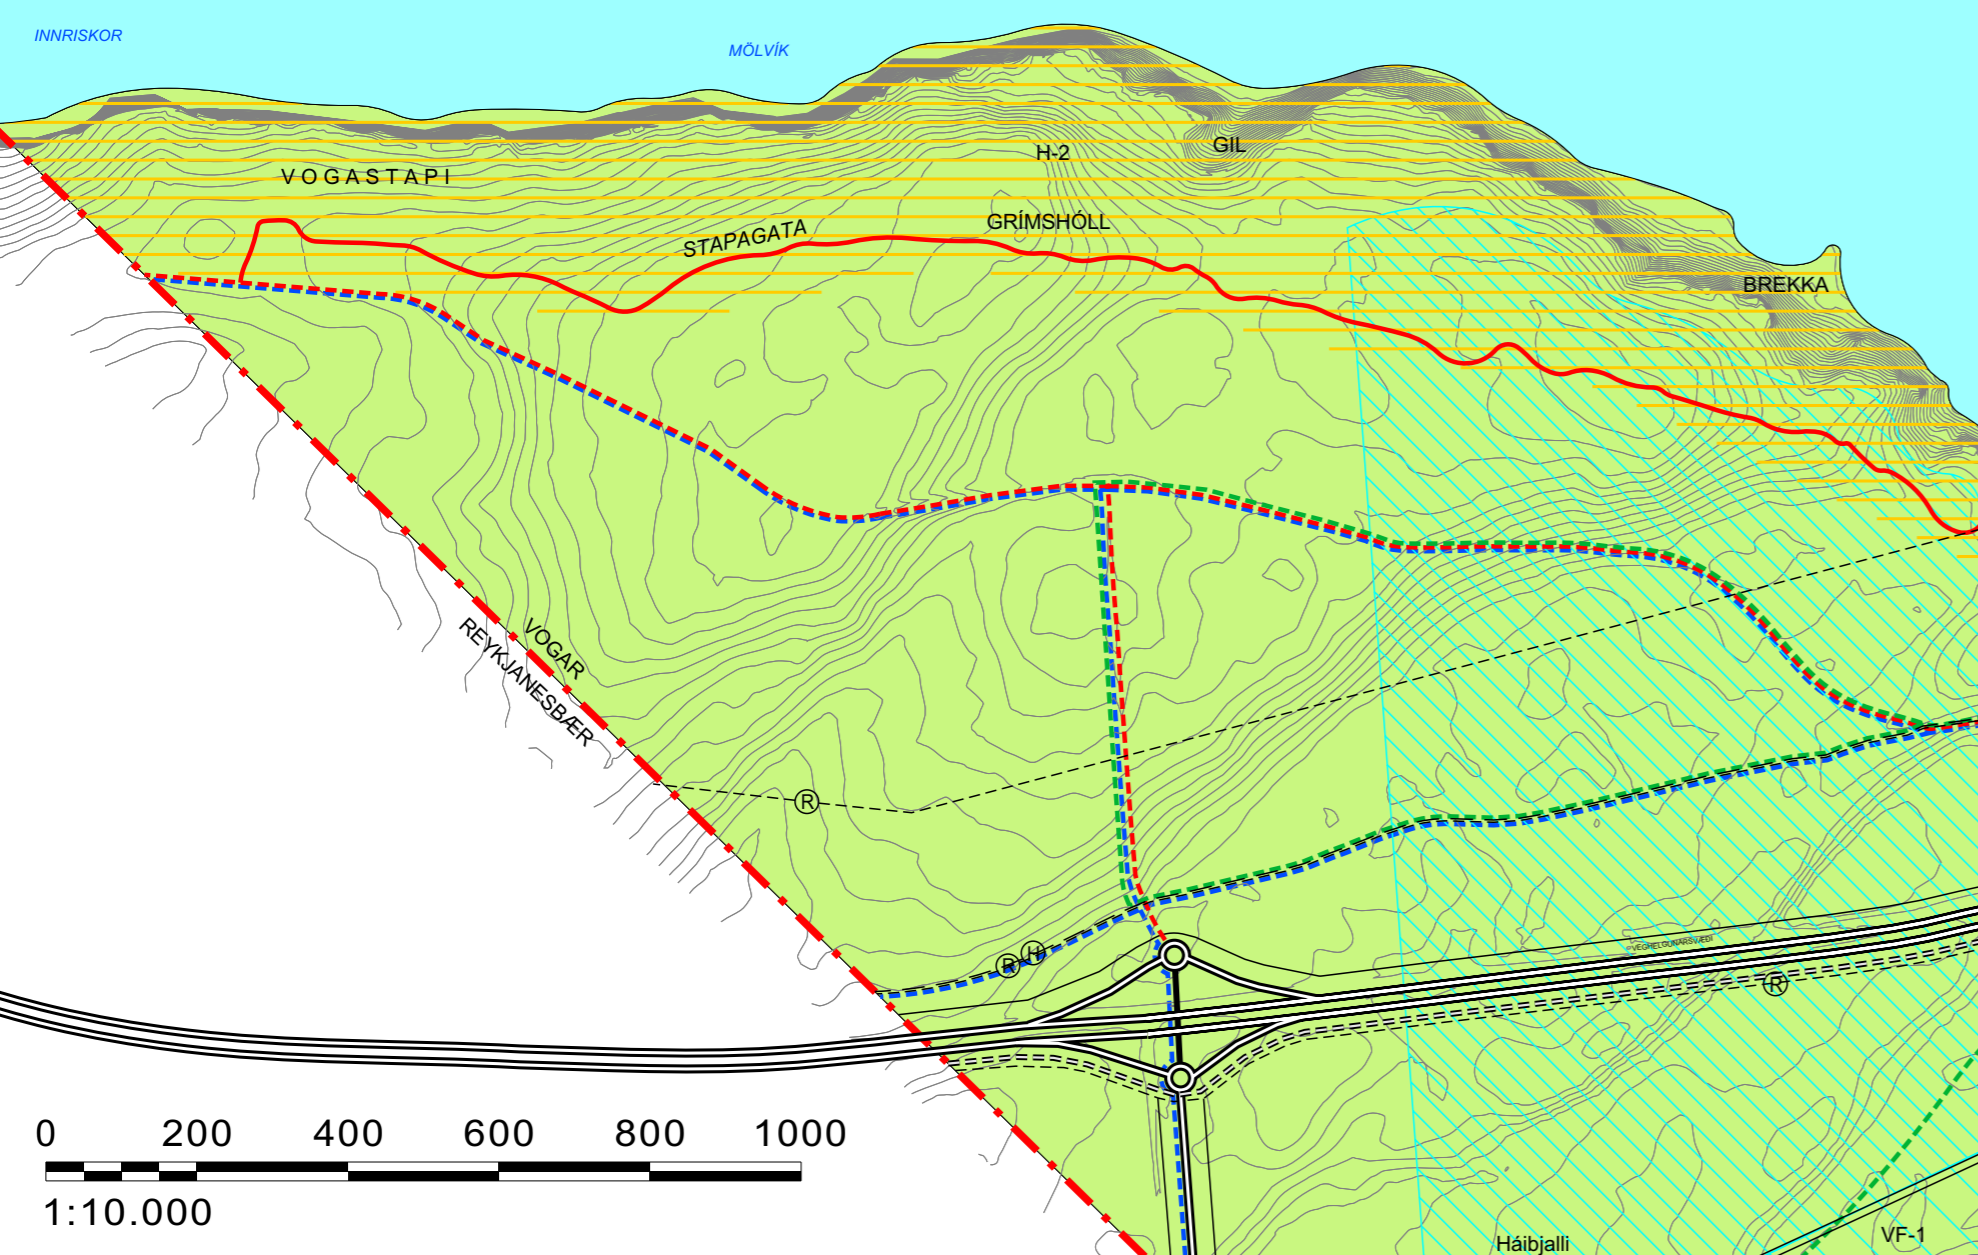 INNRISKOR
MÖLVÍK
GIL
H-2
VOGASTAPI
GRÍMSHÓLL
STAPAGATA
BREKKA
VOGAR
REYKJANESBÆR
R
H
R
VEGHELGUNARSVÆÐI
R
0 200 400 600 800 1000
1:10.000
VF-1
Háibjalli